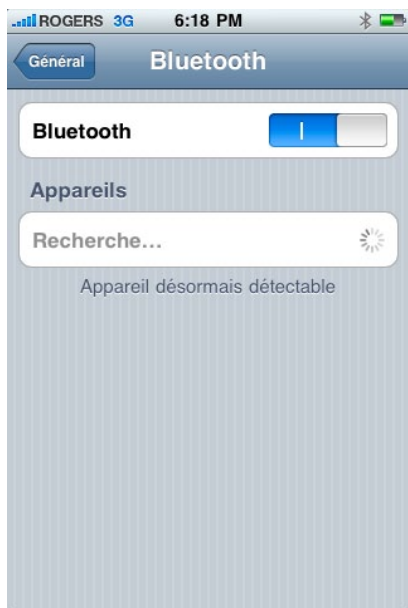 ROGERS 3G 6:18 PM
Général Bluetooth
Bluetooth
Appareils
Recherche...
Appareil désormais détectable